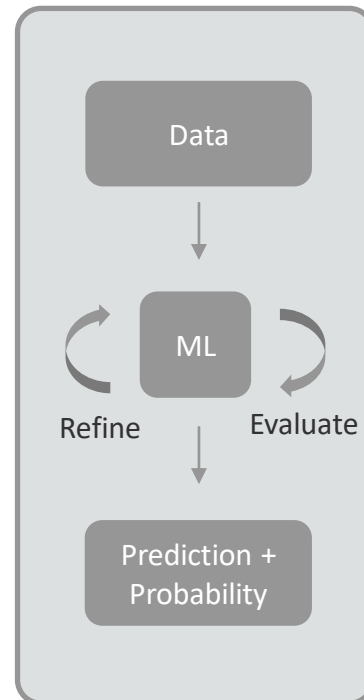 Data
ML
Refine
Evaluate
Prediction +
Probability